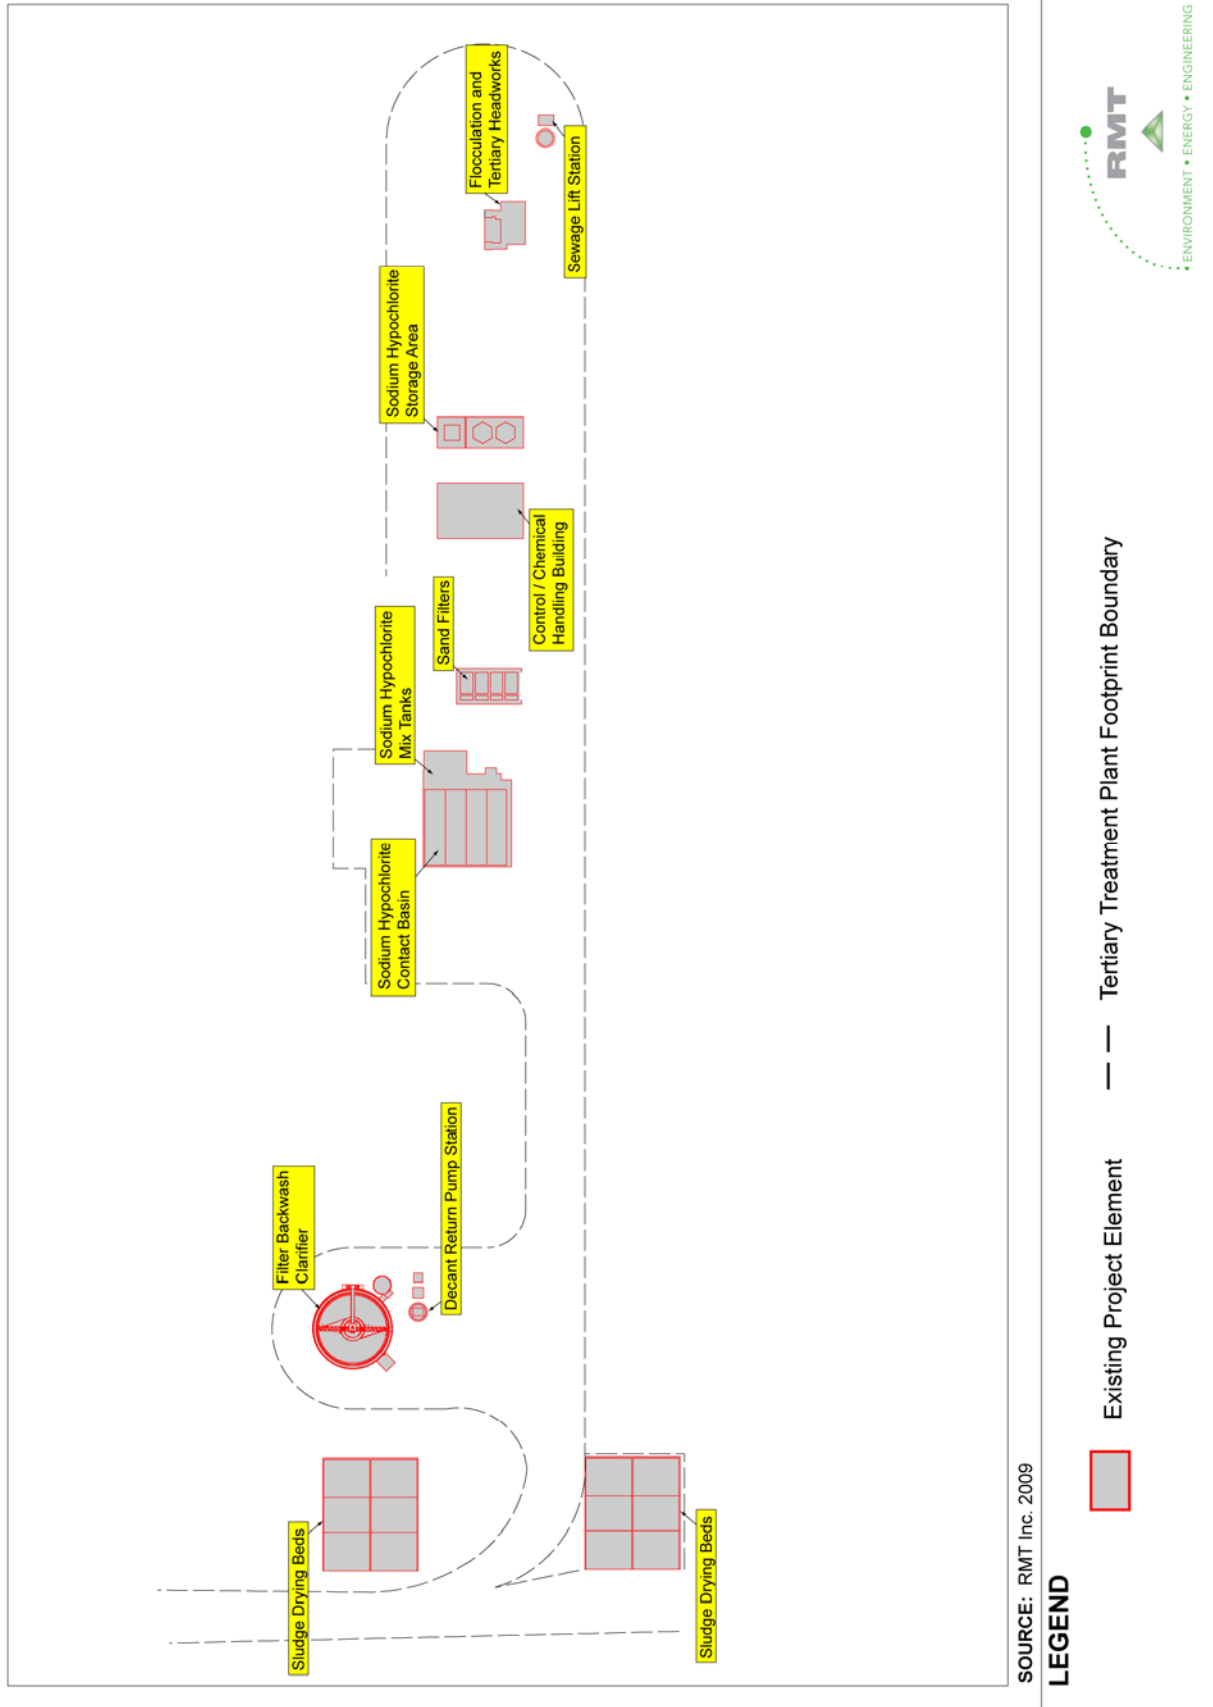 Sludge Drying Beds
Filter Backwash
Clarifier
Decant Return Pump Station
Sodium Hypochlorite
Contact Basin
Sodium Hypochlorite
Mix Tanks
Sand Filters
Sodium Hypochlorite
Storage Area
Control / Chemical
Handling Building
Flocculation and
Tertiary Headworks
Sewage Lift Station
Sludge Drying Beds
SOURCE: RMT Inc. 2009
LEGEND
Existing Project Element
Tertiary Treatment Plant Footprint Boundary
RMT
ENVIRONMENT • ENERGY • ENGINEERING